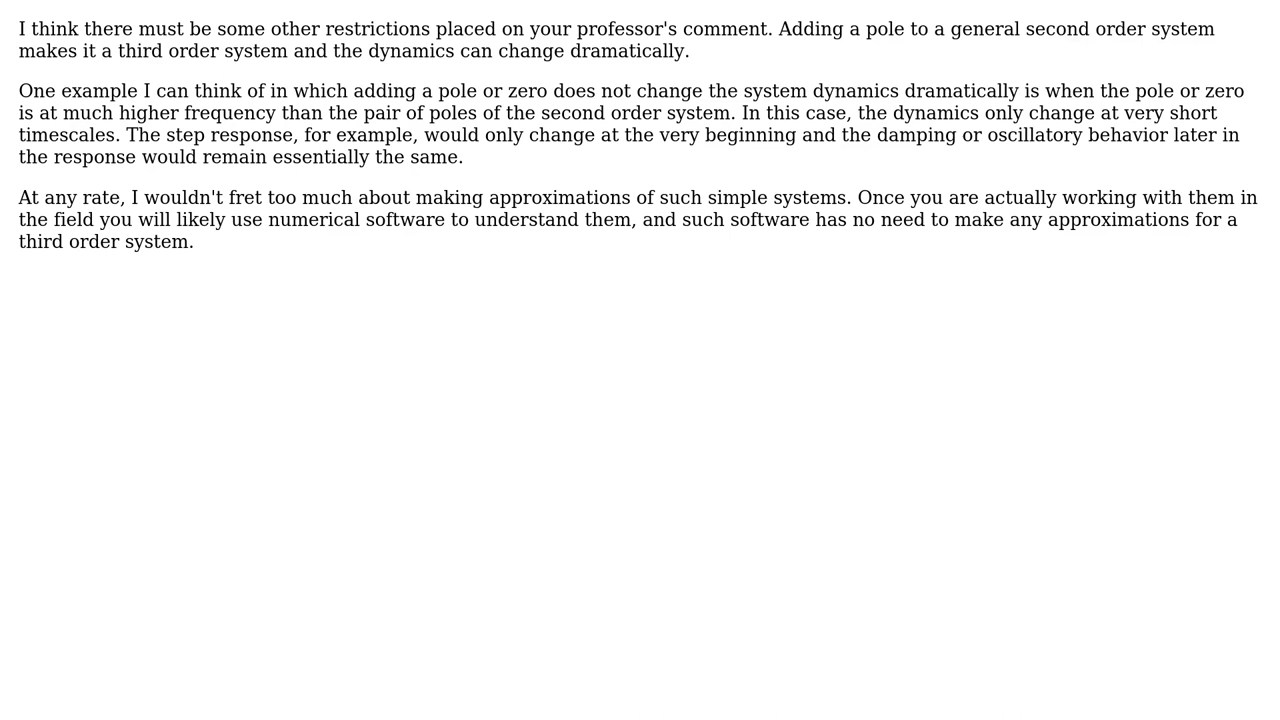 I think there must be some other restrictions placed on your professor's comment. Adding a pole to a general second order system
makes it a third order system and the dynamics can change dramatically.
One example I can think of in which adding a pole or zero does not change the system dynamics dramatically is when the pole or zero
is at much higher frequency than the pair of poles of the second order system. In this case, the dynamics only change at very short
timescales. The step response, for example, would only change at the very beginning and the damping or oscillatory behavior later in
the response would remain essentially the same.
At any rate, I wouldn't fret too much about making approximations of such simple systems. Once you are actually working with them in
the field you will likely use numerical software to understand them, and such software has no need to make any approximations for a
third order system.